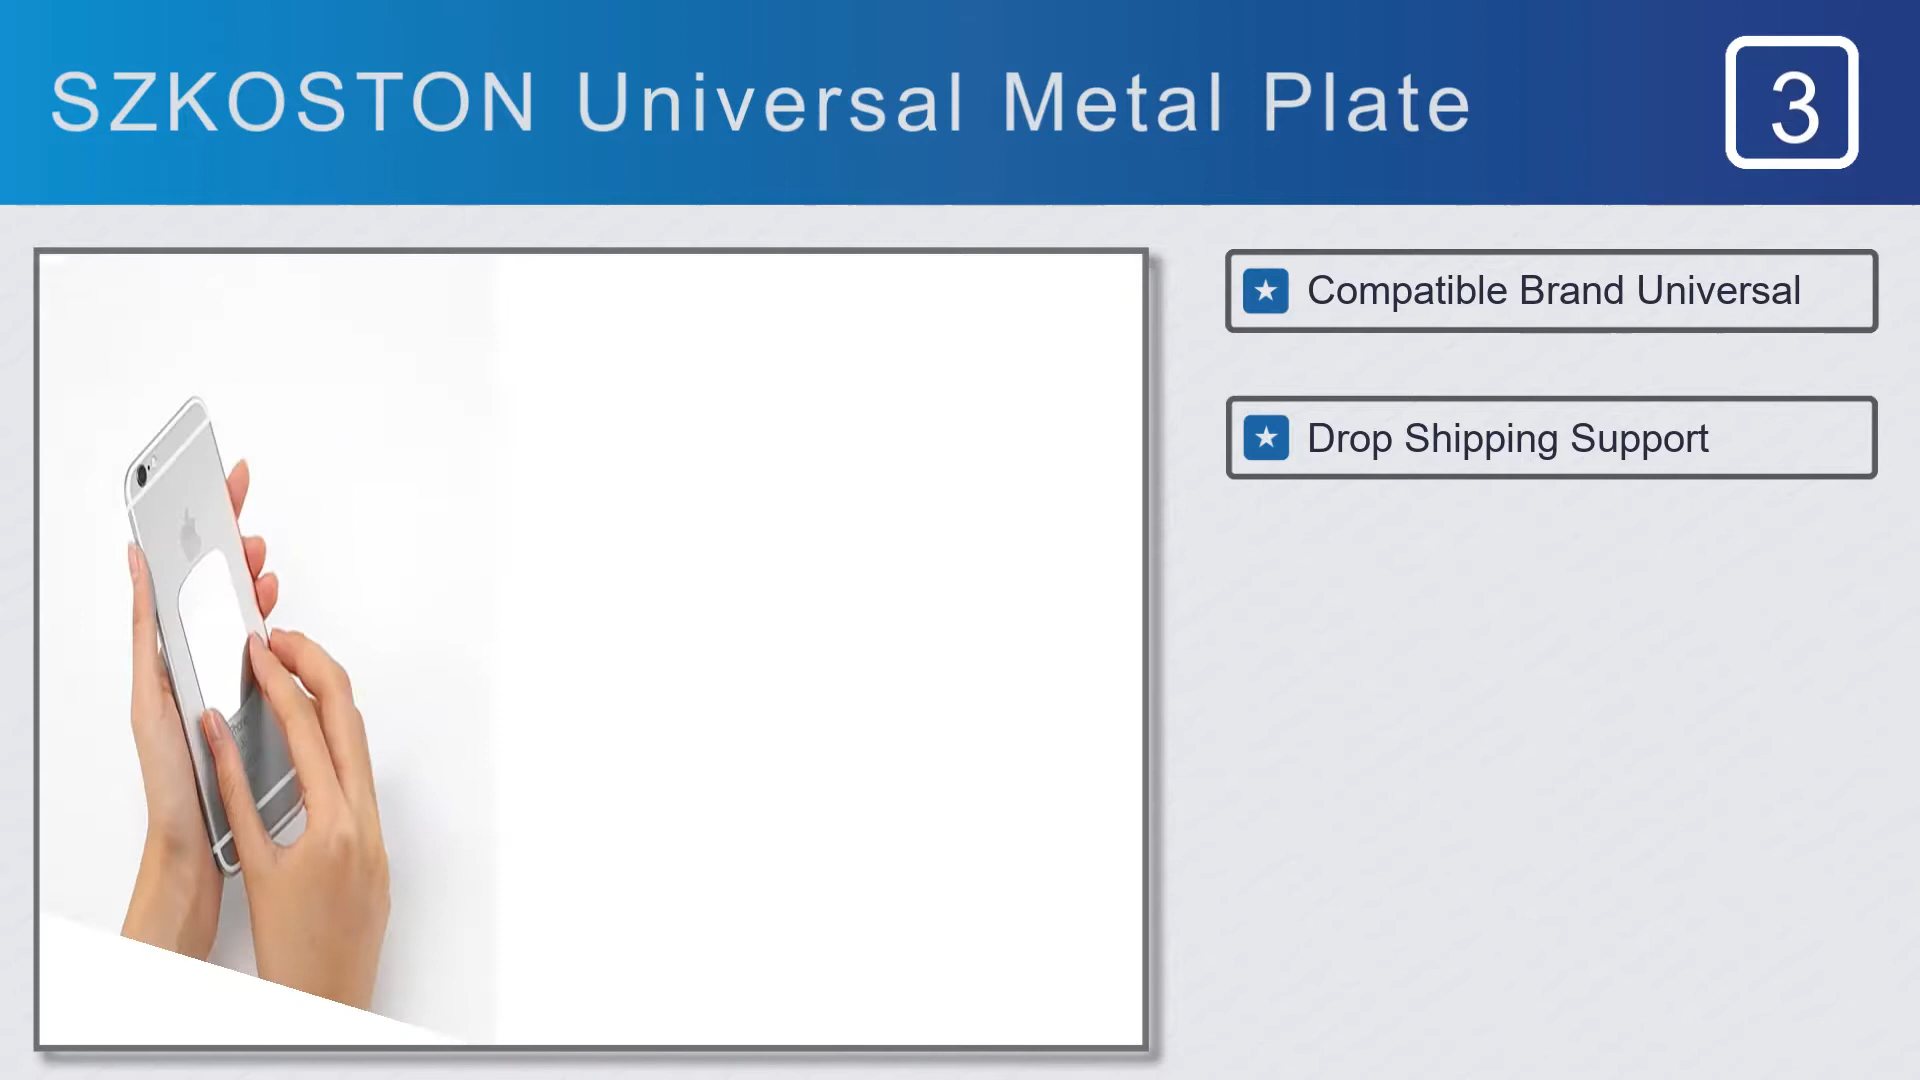 SZKOSTON Universal Metal Plate
3
Compatible Brand Universal
Drop Shipping Support